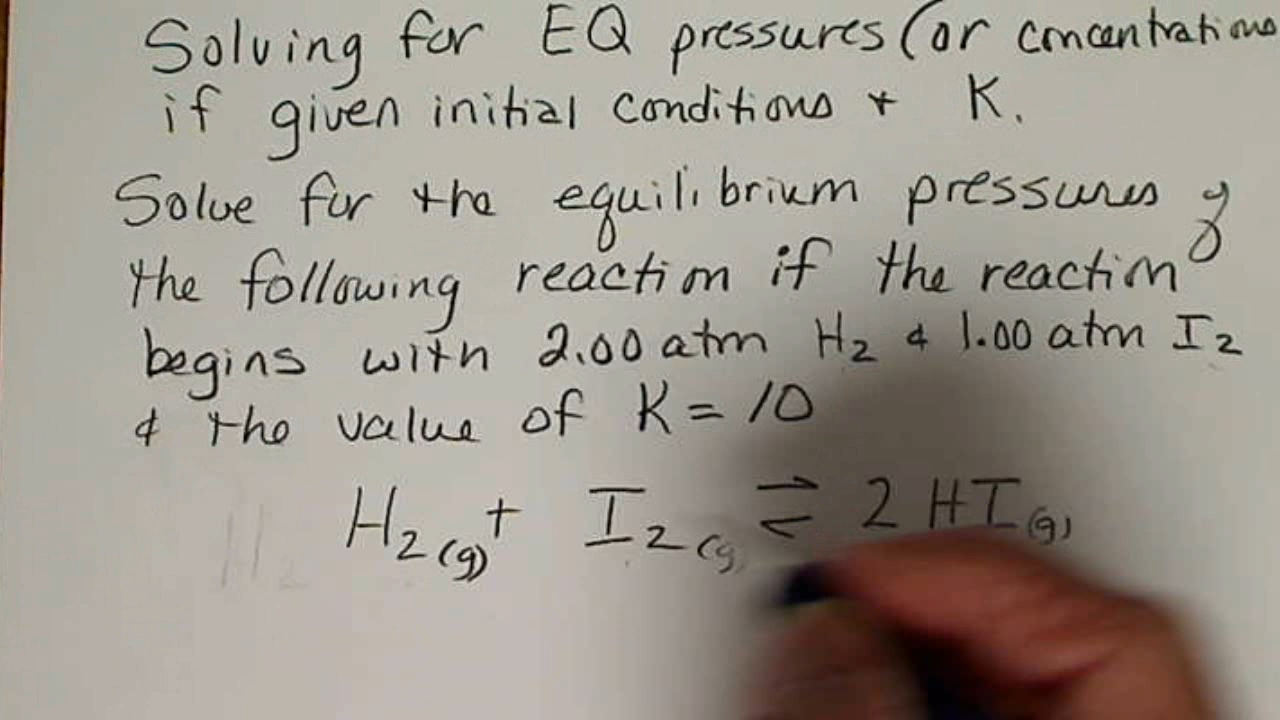 Solving for EQ pressures (or concentrations
if given initial conditions + K.
Solve for the equilibrium pressures of
the following reaction if the reaction
begins with 2.00 atm H₂ & 1.00 atm I₂
& the value of K = 10
H₂(g) + I₂(g) ⇌ 2 HI(g)
H₂